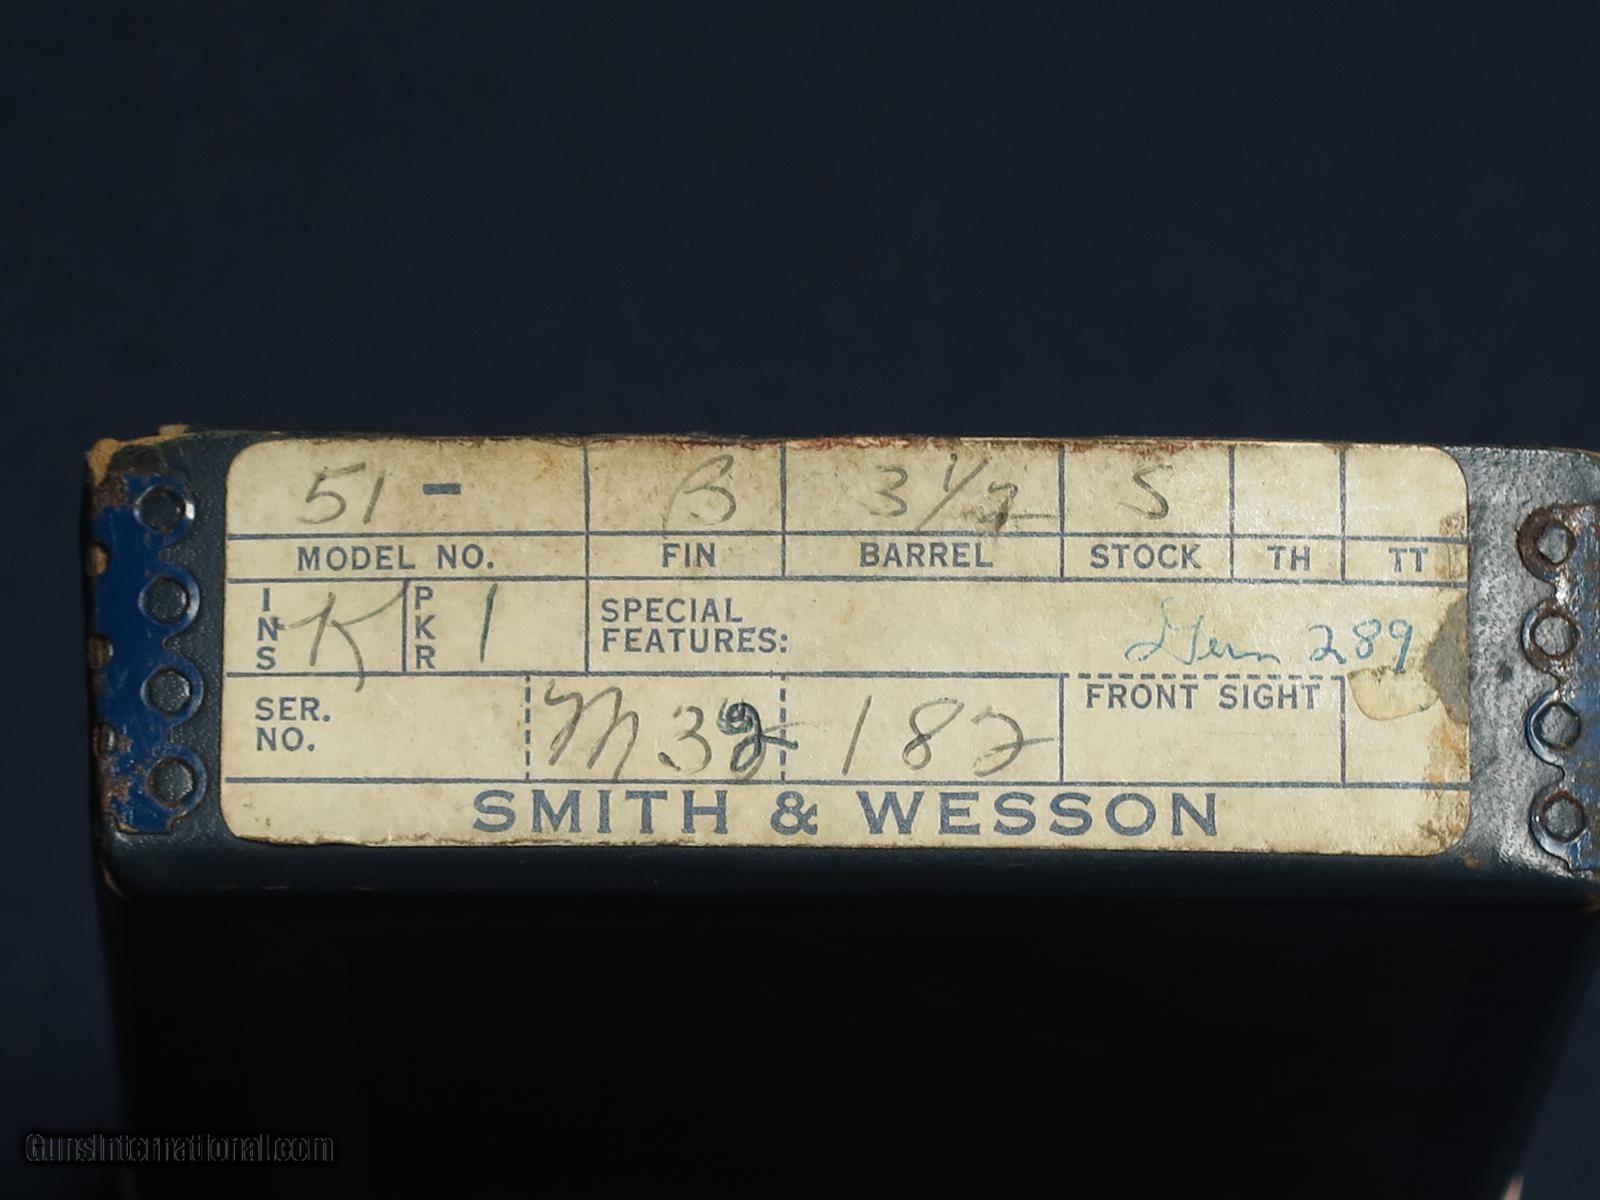 51 - B 3 1/2 S
MODEL NO. FIN BARREL STOCK TH TT
INS K PKR 1 SPECIAL
FEATURES: 289
SER.
NO. M32 182 FRONT SIGHT
SMITH & WESSON
GunsInternational.com